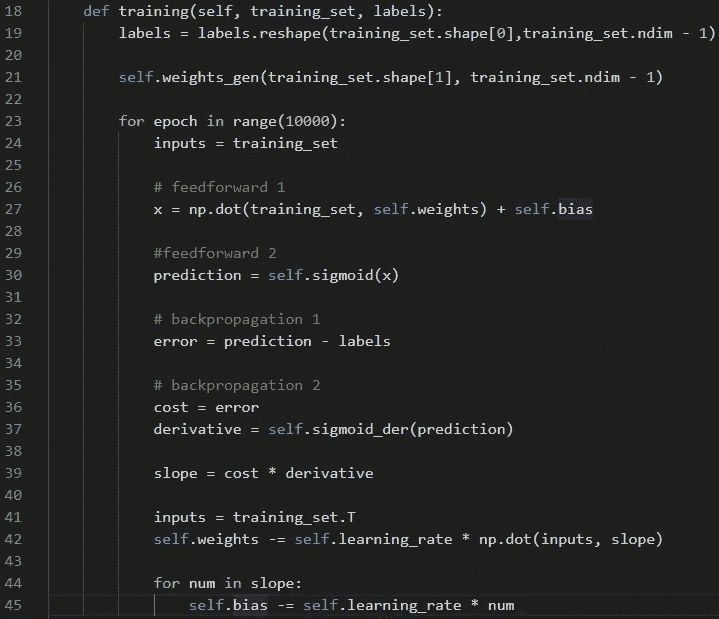 18 def training(self, training_set, labels):
19 labels = labels.reshape(training_set.shape[0],training_set.ndim - 1)
20
21 self.weights_gen(training_set.shape[1], training_set.ndim - 1)
22
23 for epoch in range(10000):
24 inputs = training_set
25
26 # feedforward 1
27 x = np.dot(training_set, self.weights) + self.bias
28
29 #feedforward 2
30 prediction = self.sigmoid(x)
31
32 # backpropagation 1
33 error = prediction - labels
34
35 # backpropagation 2
36 cost = error
37 derivative = self.sigmoid_der(prediction)
38
39 slope = cost * derivative
40
41 inputs = training_set.T
42 self.weights -= self.learning_rate * np.dot(inputs, slope)
43
44 for num in slope:
45 self.bias -= self.learning_rate * num